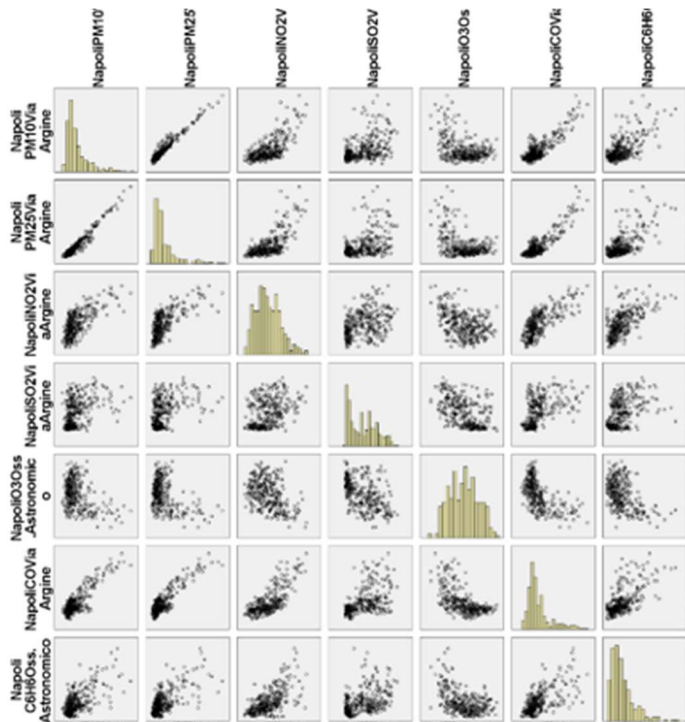 NapoliPM10'
NapoliPM25'
NapoliNO2V
NapoliSO2V
NapoliO3Os
NapoliCOVia
NapoliC6H6
Napoli
PM10Via
Argine
Napoli
PM25Via
Argine
NapoliNO2Vi
aArgine
NapoliSO2Vi
aArgine
NapoliO3Oss
.Astronomic
o
NapoliCOVia
Argine
Napoli
C6H6Oss.
Astronomico